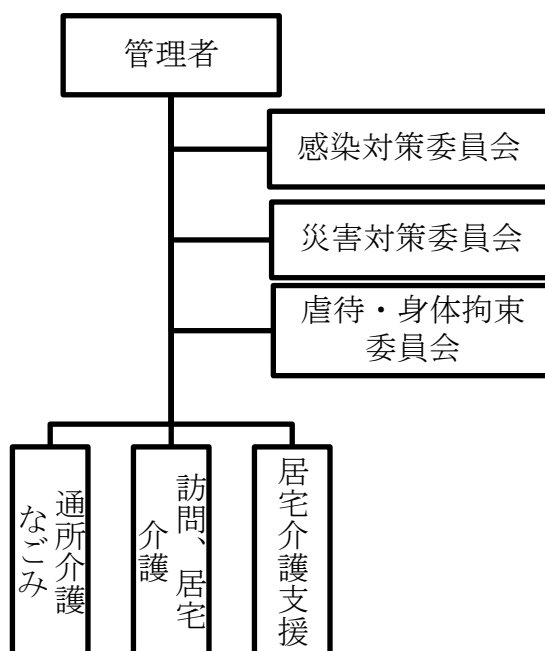 管理者
感染対策委員会
災害対策委員会
虐待・身体拘束
委員会
通所介護
なごみ
訪問、居宅
介護
居宅介護支援